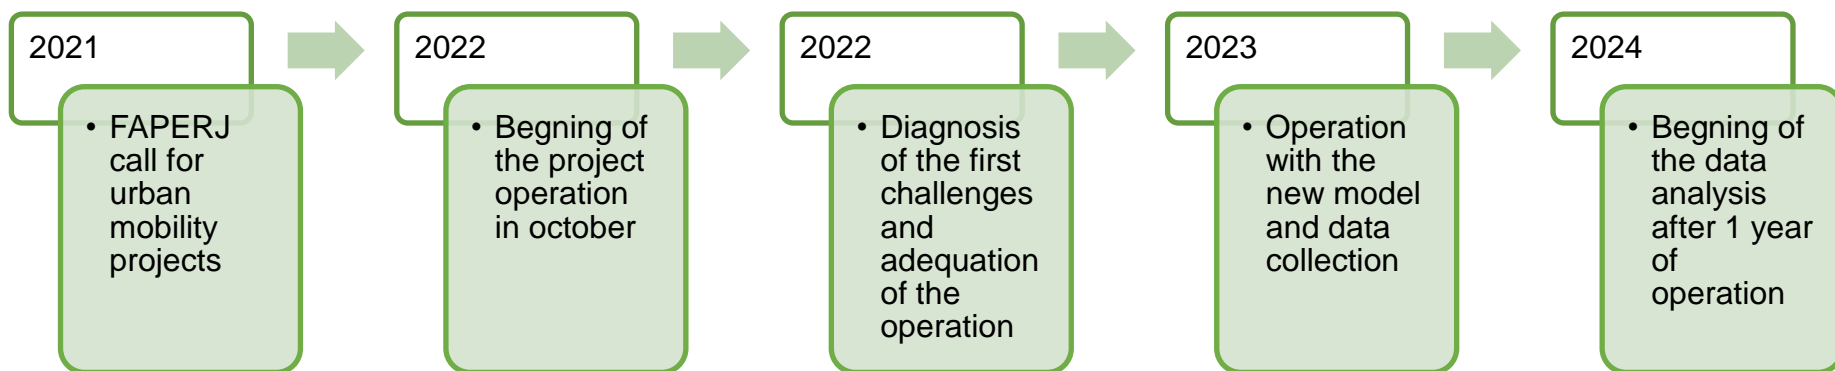 2021
• FAPERJ
call for
urban
mobility
projects
2022
• Begning of
the project
operation
in october
2022
• Diagnosis
of the first
challenges
and
adequation
of the
operation
2023
• Operation
with the
new model
and data
collection
2024
• Begning of
the data
analysis
after 1 year
of
operation